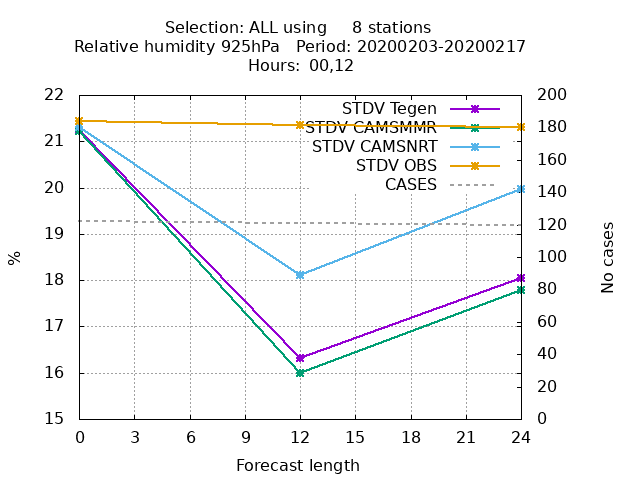 Selection: ALL using     8 stations
Relative humidity 925hPa   Period: 20200203-20200217
Hours: 00,12
STDV Tegen
STDV CAMSMMR
STDV CAMSNRT
STDV OBS
CASES
22
21
20
19
18
17
16
15
%
200
180
160
140
120
100
80
60
40
20
0
No cases
0 3 6 9 12 15 18 21 24
Forecast length